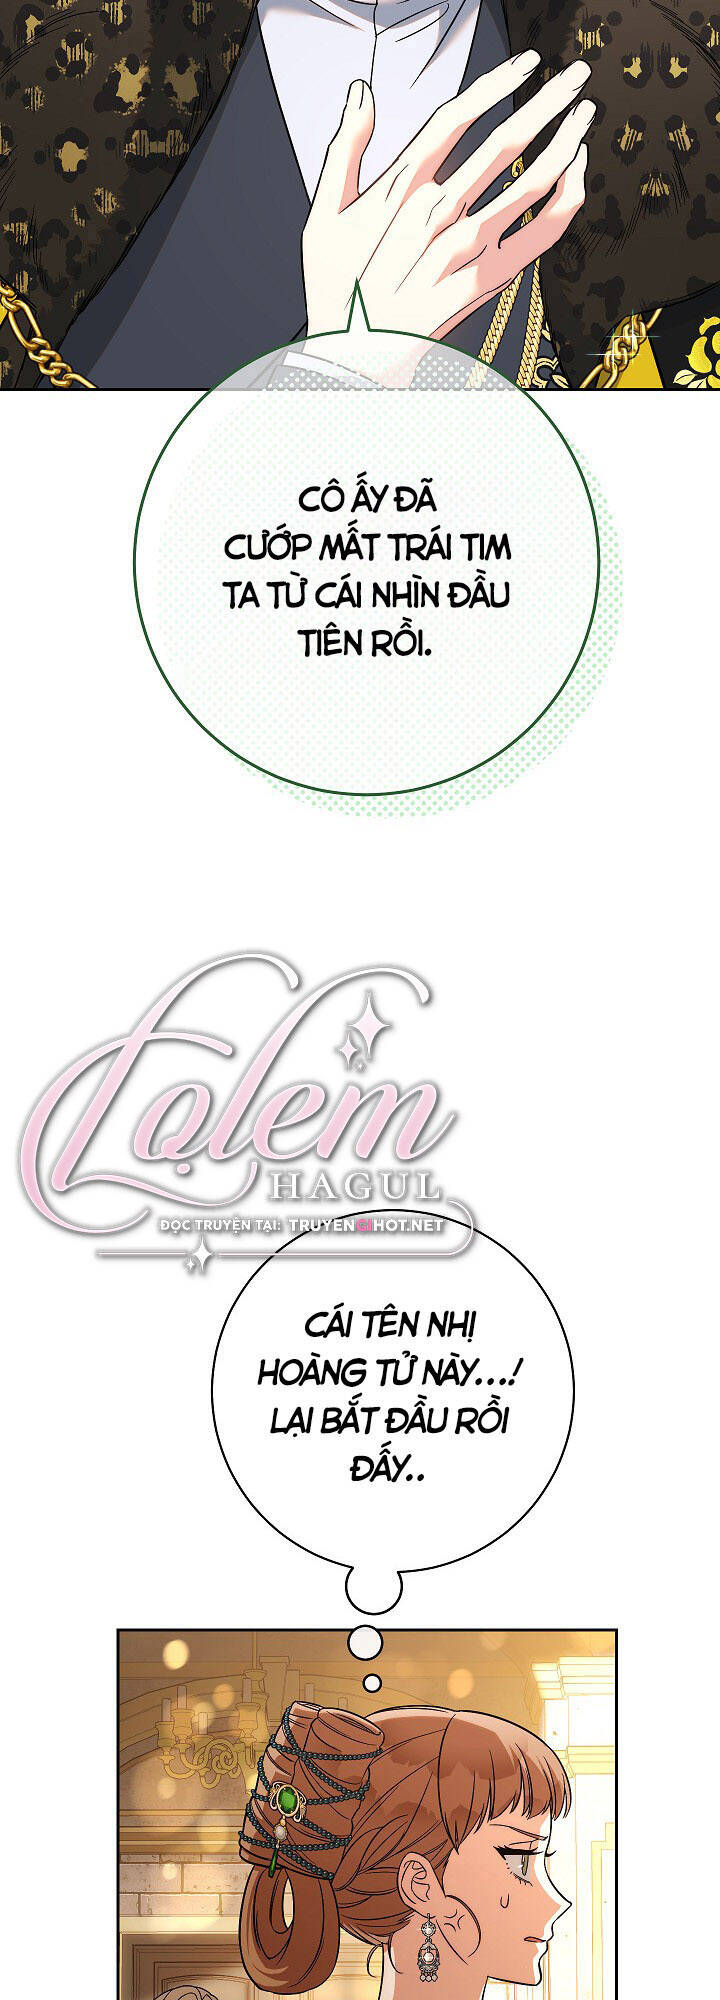 CÔ ẤY ĐÃ
CƯỚP MẤT TRÁI TIM
TA TỪ CÁI NHÌN ĐẦU
TIÊN RỒI.
Lọlem
HAGUL
ĐỌC TRUYỆN TẠI: TRUYENGIHOT.NET
CÁI TÊN NHỊ
HOÀNG TỬ NÀY...!
LẠI BẮT ĐẦU RỒI
ĐẤY..